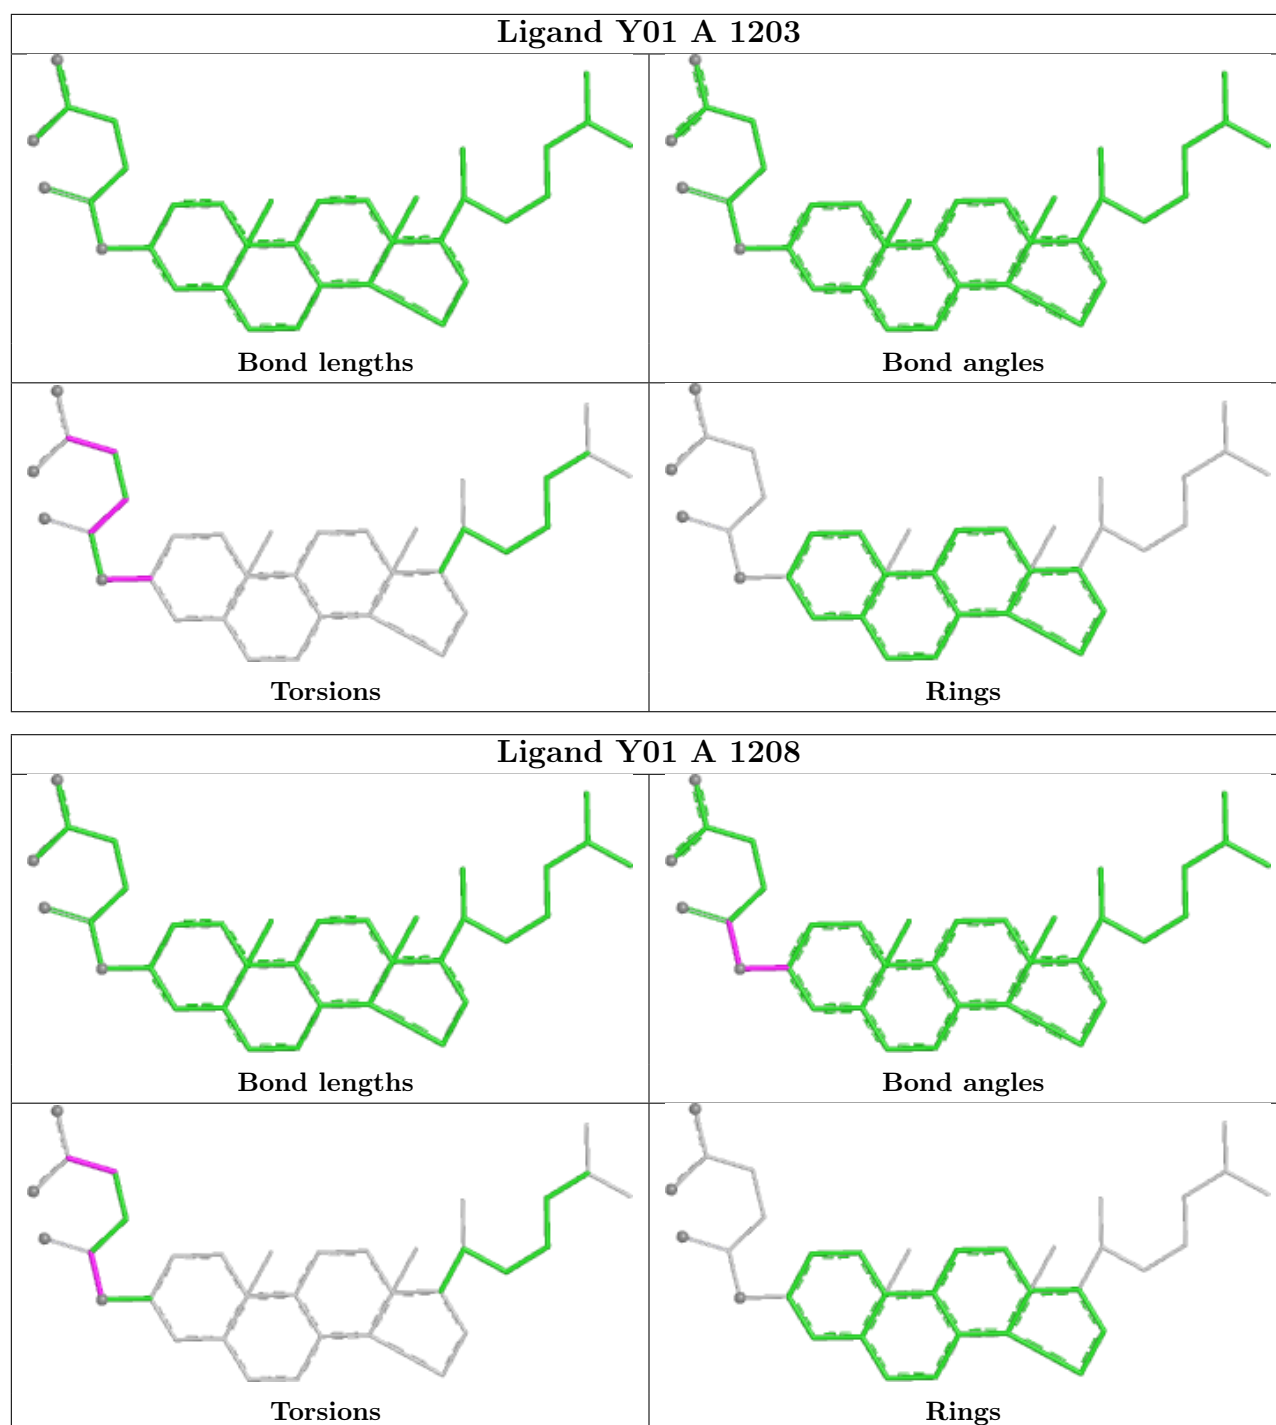 Ligand Y01 A 1203
Bond lengths
Bond angles
Torsions
Rings
Ligand Y01 A 1208
Bond lengths
Bond angles
Torsions
Rings